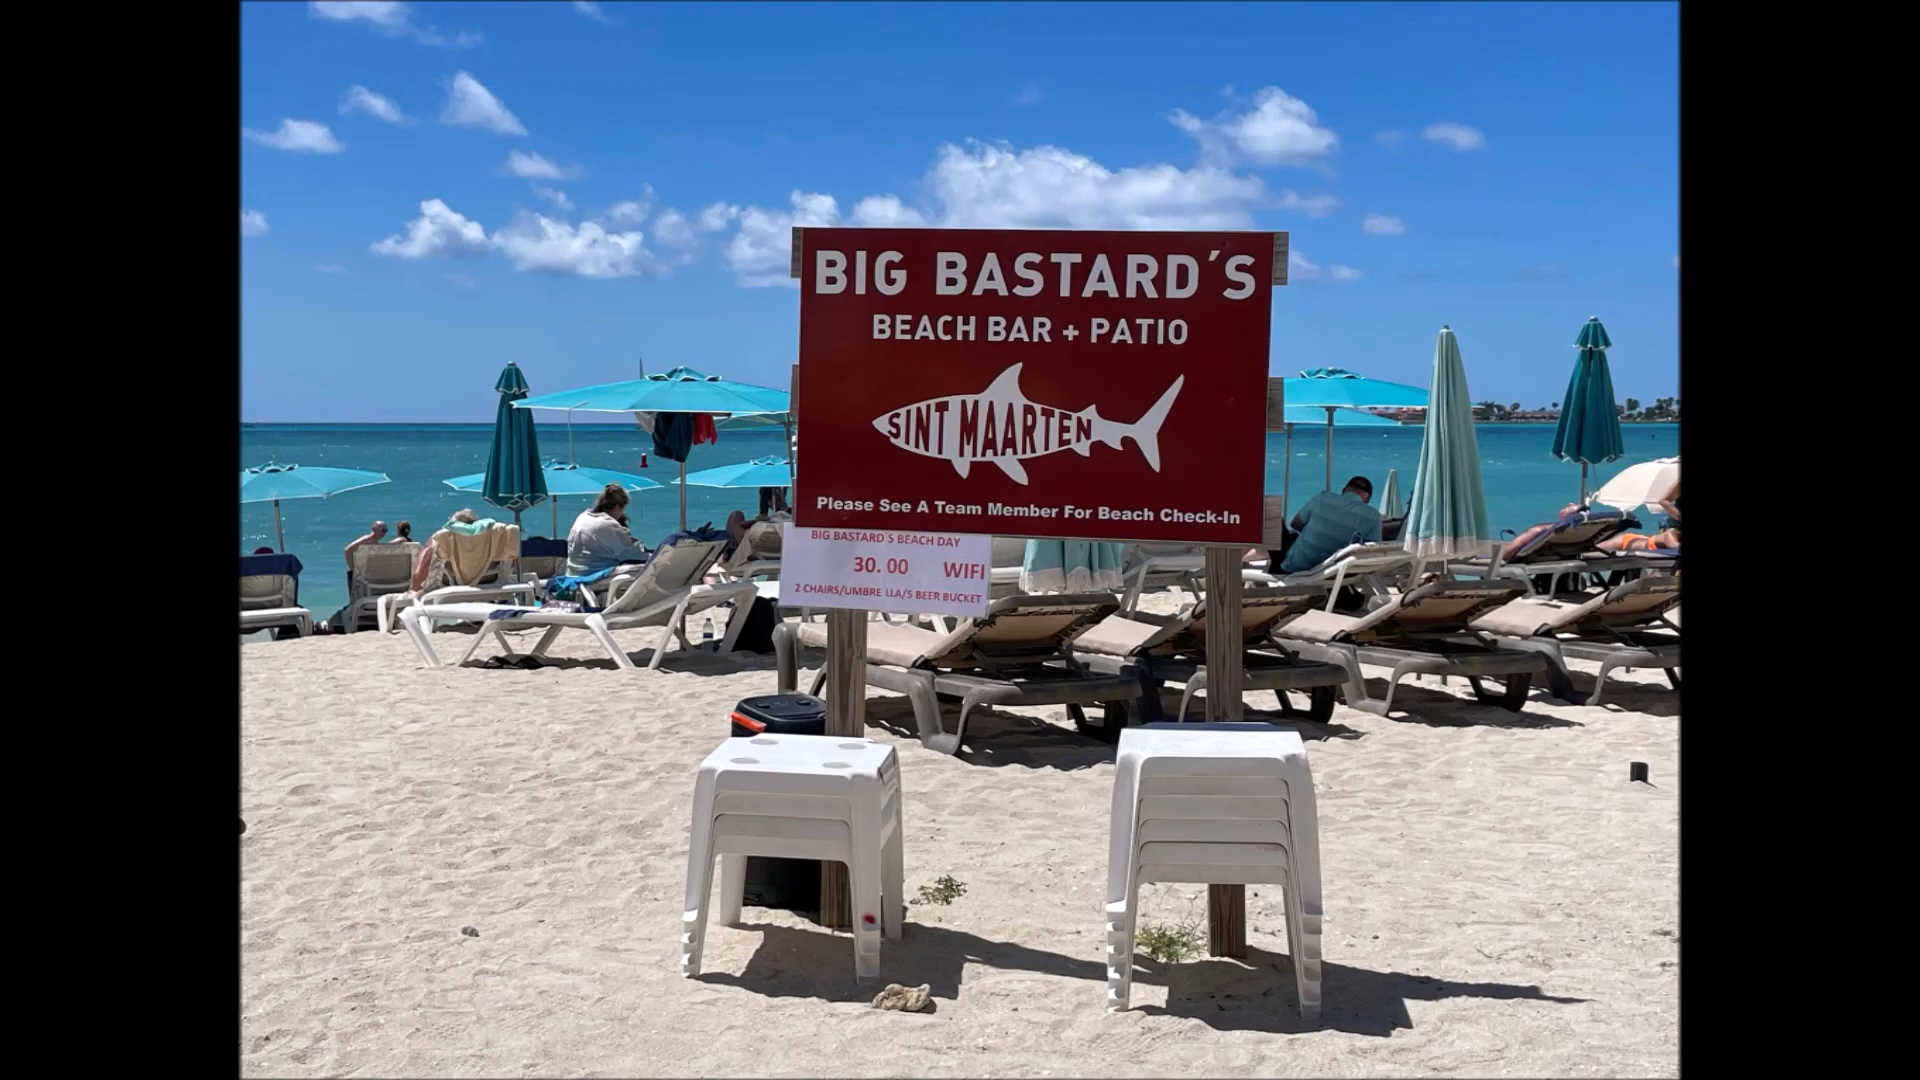 BIG BASTARD´S
BEACH BAR + PATIO
SINT MAARTEN
Please See A Team Member For Beach Check-In
BIG BASTARD S BEACH DAY
30. 00 WIFI
2 CHAIRS/UMBRE LLA/5 BEER BUCKET